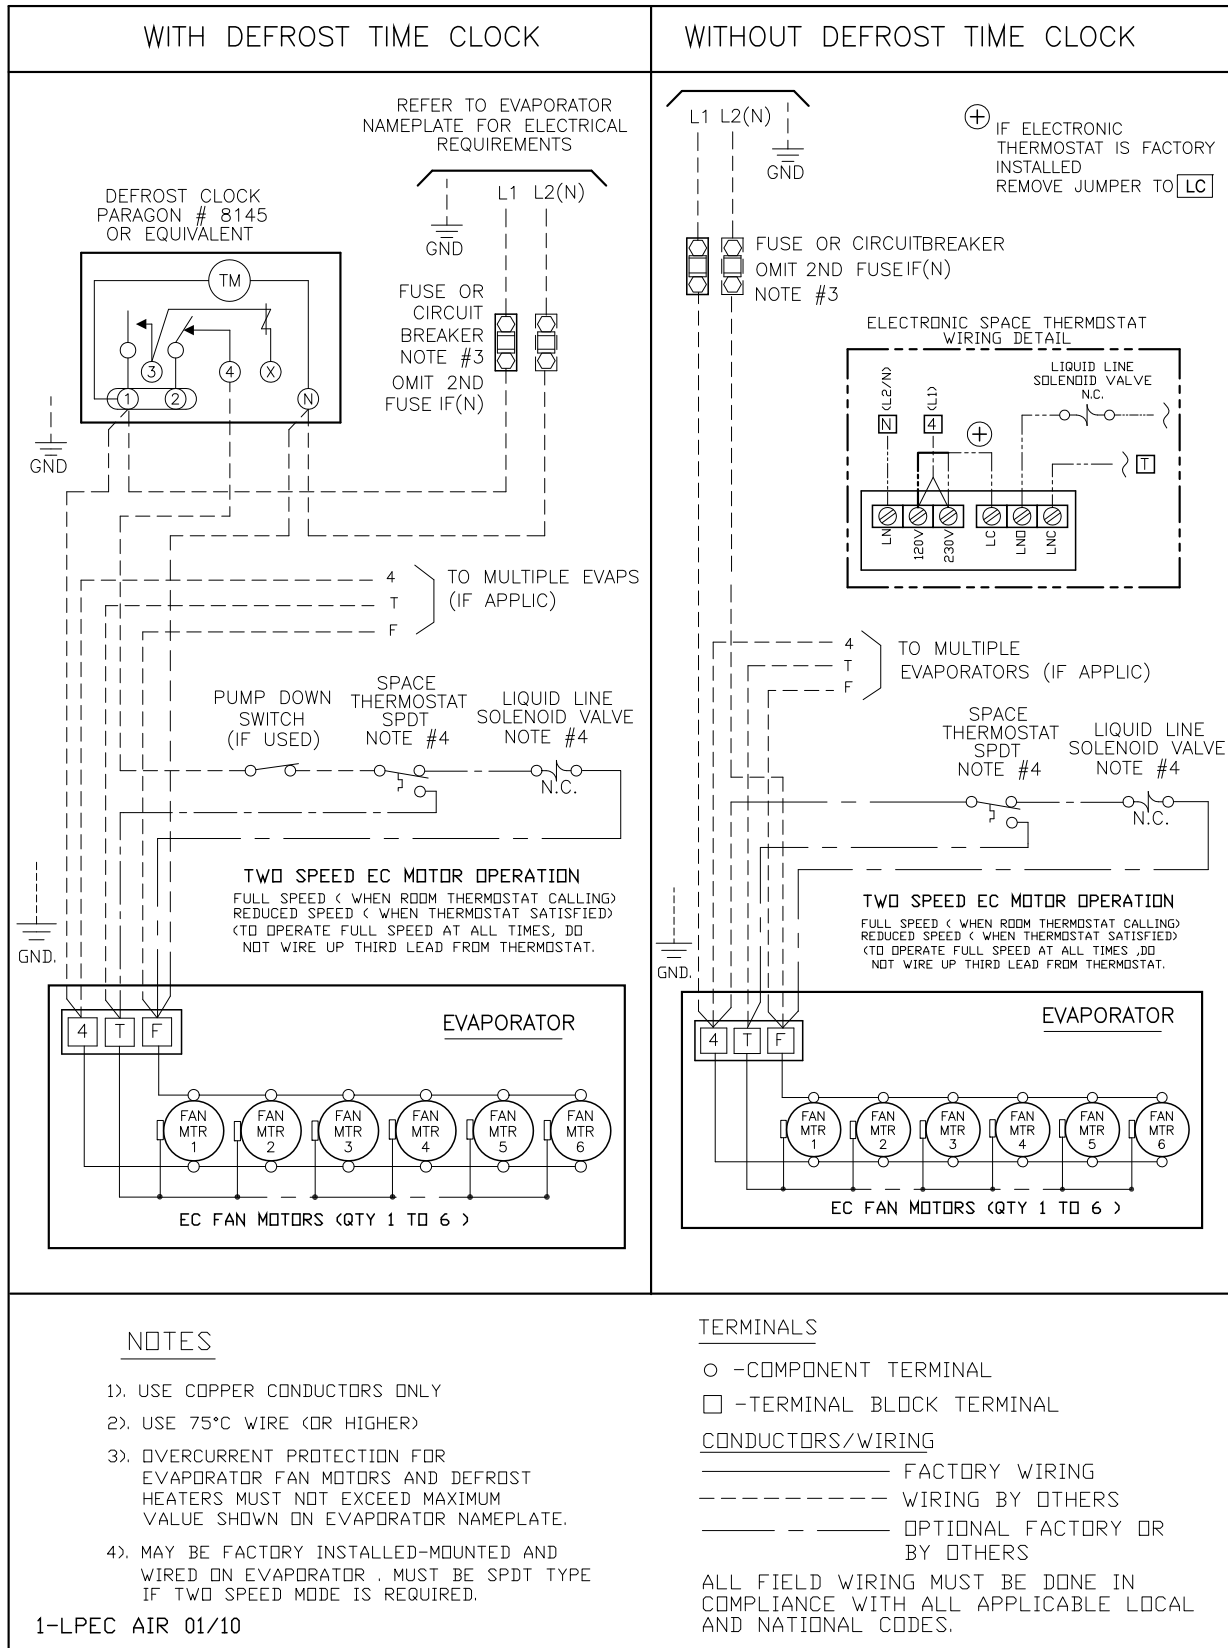 WITH DEFROST TIME CLOCK
REFER TO EVAPORATOR
NAMEPLATE FOR ELECTRICAL
REQUIREMENTS
L1 L2(N)
GND
DEFROST CLOCK
PARAGON # 8145
OR EQUIVALENT
TM
3
4
X
1
2
N
FUSE OR
CIRCUIT
BREAKER
NOTE #3
OMIT 2ND
FUSE IF(N)
GND
4
T
F
TO MULTIPLE EVAPS
(IF APPLIC)
PUMP DOWN
SWITCH
(IF USED)
SPACE
THERMOSTAT
SPDT
NOTE #4
LIQUID LINE
SOLENOID VALVE
NOTE #4
N.C.
TWO SPEED EC MOTOR OPERATION
FULL SPEED ( WHEN ROOM THERMOSTAT CALLING)
REDUCED SPEED ( WHEN THERMOSTAT SATISFIED)
(TO OPERATE FULL SPEED AT ALL TIMES, DO
NOT WIRE UP THIRD LEAD FROM THERMOSTAT.
GND.
4 T F
EVAPORATOR
FAN MTR 1
FAN MTR 2
FAN MTR 3
FAN MTR 4
FAN MTR 5
FAN MTR 6
EC FAN MOTORS (QTY 1 TO 6 )
WITHOUT DEFROST TIME CLOCK
L1 L2(N)
GND
+
IF ELECTRONIC
THERMOSTAT IS FACTORY
INSTALLED
REMOVE JUMPER TO LC
FUSE OR CIRCUITBREAKER
OMIT 2ND FUSEIF(N)
NOTE #3
ELECTRONIC SPACE THERMOSTAT
WIRING DETAIL
LIQUID LINE
SOLENOID VALVE
N.C.
N (L2/N)
4 (L1)
+
T
LN
120V
230V
LC
LNO
LNC
4
T
F
TO MULTIPLE
EVAPORATORS (IF APPLIC)
SPACE
THERMOSTAT
SPDT
NOTE #4
LIQUID LINE
SOLENOID VALVE
NOTE #4
N.C.
TWO SPEED EC MOTOR OPERATION
FULL SPEED ( WHEN ROOM THERMOSTAT CALLING)
REDUCED SPEED ( WHEN THERMOSTAT SATISFIED)
(TO OPERATE FULL SPEED AT ALL TIMES ,DO
NOT WIRE UP THIRD LEAD FROM THERMOSTAT.
GND.
4 T F
EVAPORATOR
FAN MTR 1
FAN MTR 2
FAN MTR 3
FAN MTR 4
FAN MTR 5
FAN MTR 6
EC FAN MOTORS (QTY 1 TO 6 )
NOTES
1). USE COPPER CONDUCTORS ONLY
2). USE 75°C WIRE (OR HIGHER)
3). OVERCURRENT PROTECTION FOR
EVAPORATOR FAN MOTORS AND DEFROST
HEATERS MUST NOT EXCEED MAXIMUM
VALUE SHOWN ON EVAPORATOR NAMEPLATE.
4). MAY BE FACTORY INSTALLED-MOUNTED AND
WIRED ON EVAPORATOR . MUST BE SPDT TYPE
IF TWO SPEED MODE IS REQUIRED.
1-LPEC AIR 01/10
TERMINALS
-COMPONENT TERMINAL
-TERMINAL BLOCK TERMINAL
CONDUCTORS/WIRING
FACTORY WIRING
WIRING BY OTHERS
OPTIONAL FACTORY OR
BY OTHERS
ALL FIELD WIRING MUST BE DONE IN
COMPLIANCE WITH ALL APPLICABLE LOCAL
AND NATIONAL CODES.